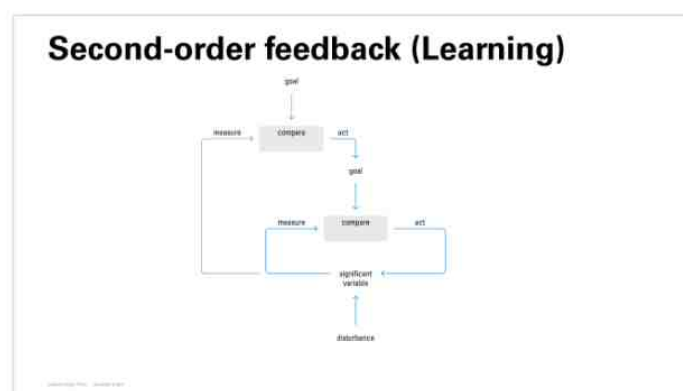 Second-order feedback (Learning)
goal
measure
compare
act
goal
measure
compare
act
significant
variable
disturbance